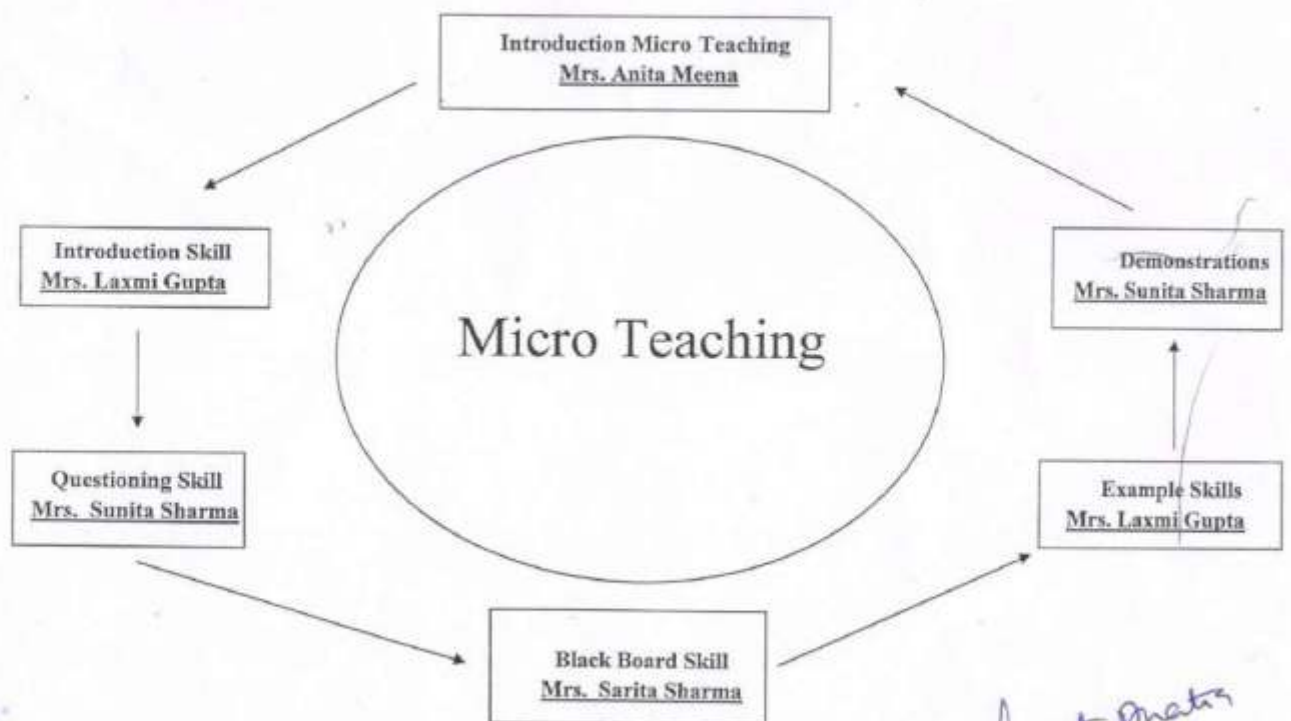 Introduction Micro Teaching
Mrs. Anita Meena
Introduction Skill
Mrs. Laxmi Gupta
Questioning Skill
Mrs. Sunita Sharma
Black Board Skill
Mrs. Sarita Sharma
Example Skills
Mrs. Laxmi Gupta
Demonstrations
Mrs. Sunita Sharma
Micro Teaching